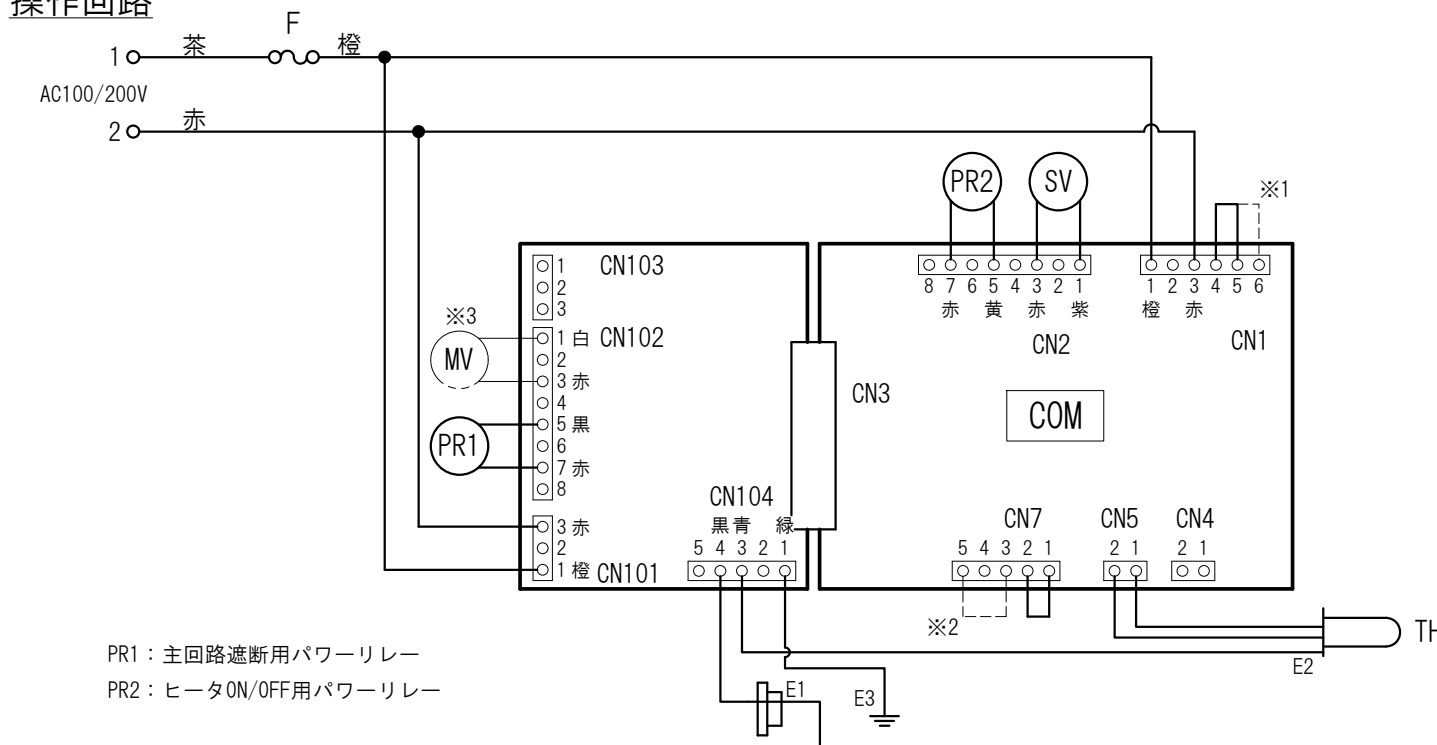 操作回路
F
1 茶 橙
AC100/200V
2 赤
PR2 SV
※1
1 CN103
2
3
8 7 6 5 4 3 2 1
赤 黄 赤 紫
1 2 3 4 5 6
橙 赤
CN2
CN1
※3
MV
1 白 CN102
2
3 赤
4
PR1
5 黒
6
7 赤
8
CN3
COM
3 赤
2
1 橙 CN101
CN104
黒 青 緑
5 4 3 2 1
CN7
5 4 3 2 1
CN5
2 1
CN4
2 1
※2
TH
E2
E1
E3
PR1：主回路遮断用パワーリレー
PR2：ヒータON/OFF用パワーリレー